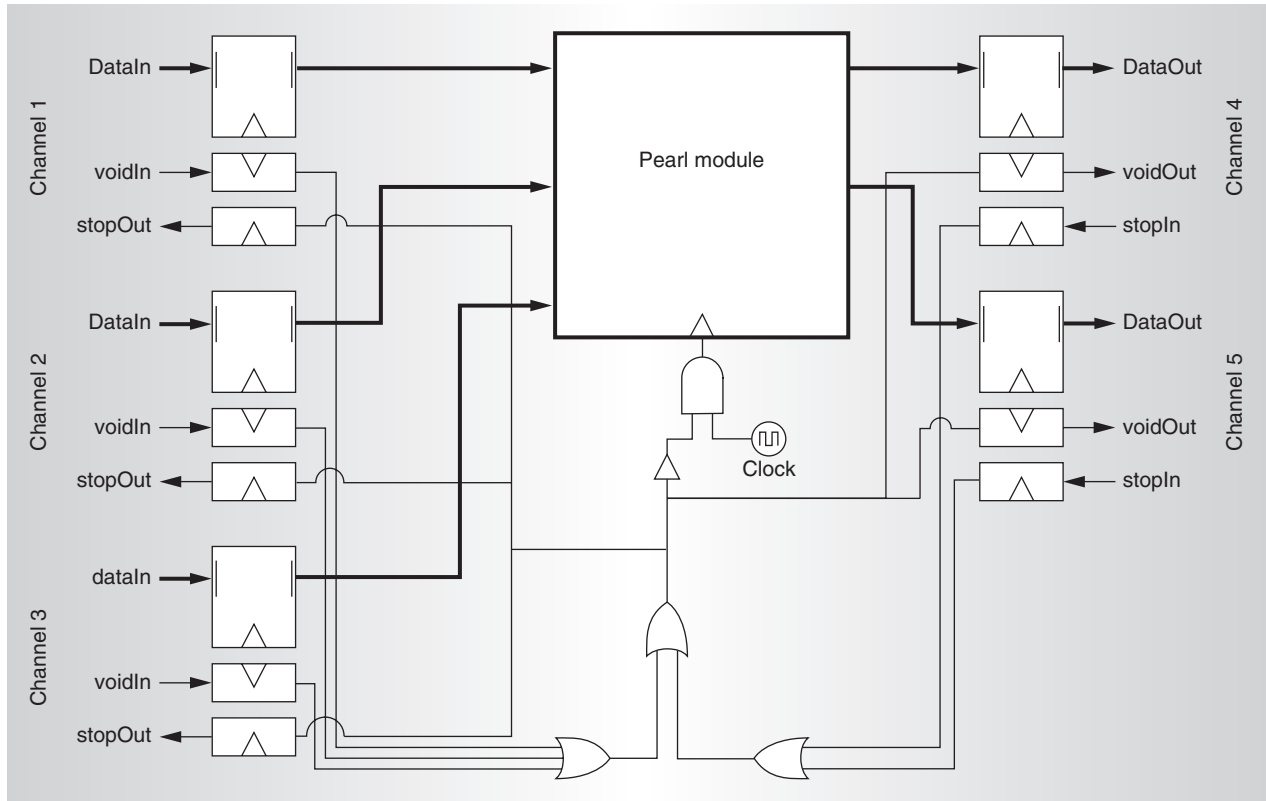 Channel 1
DataIn
voidIn
stopOut
Channel 2
DataIn
voidIn
stopOut
Channel 3
dataIn
voidIn
stopOut
Pearl module
Clock
Channel 4
DataOut
voidOut
stopIn
Channel 5
DataOut
voidOut
stopIn